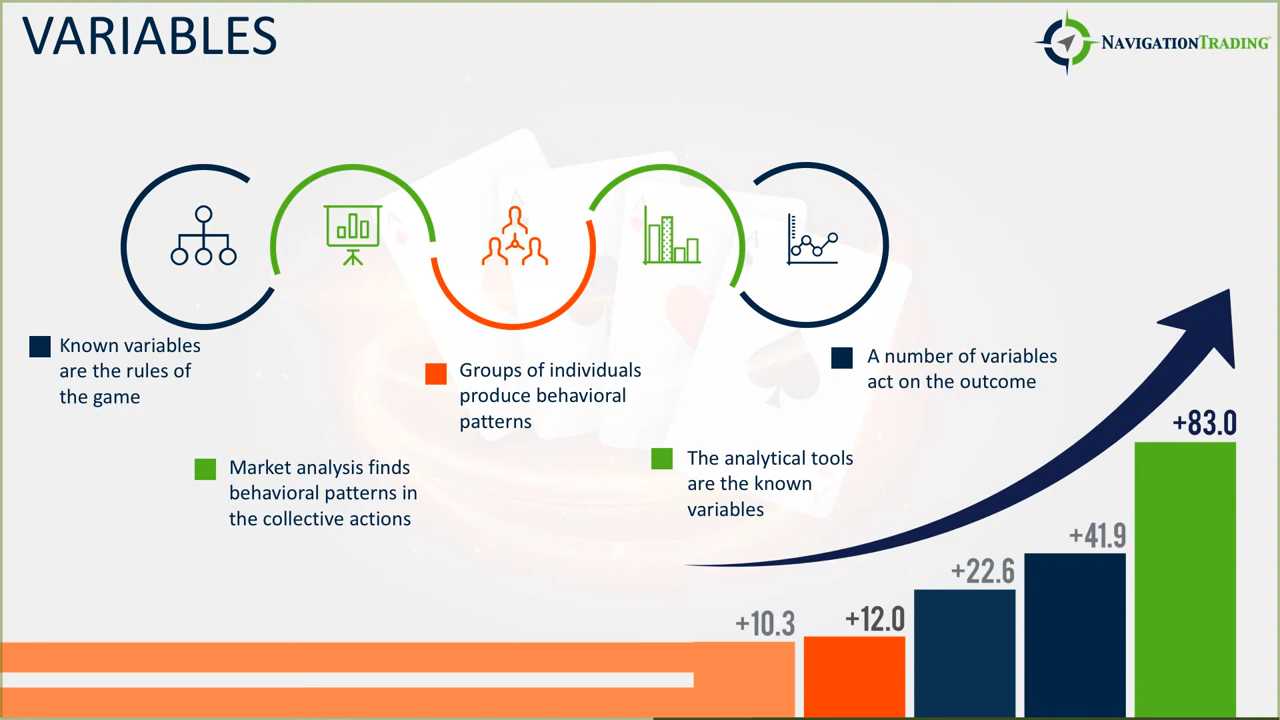 VARIABLES
NAVIGATIONTRADING
Known variables
are the rules of
the game
Market analysis finds
behavioral patterns in
the collective actions
Groups of individuals
produce behavioral
patterns
The analytical tools
are the known
variables
A number of variables
act on the outcome
+10.3
+12.0
+22.6
+41.9
+83.0